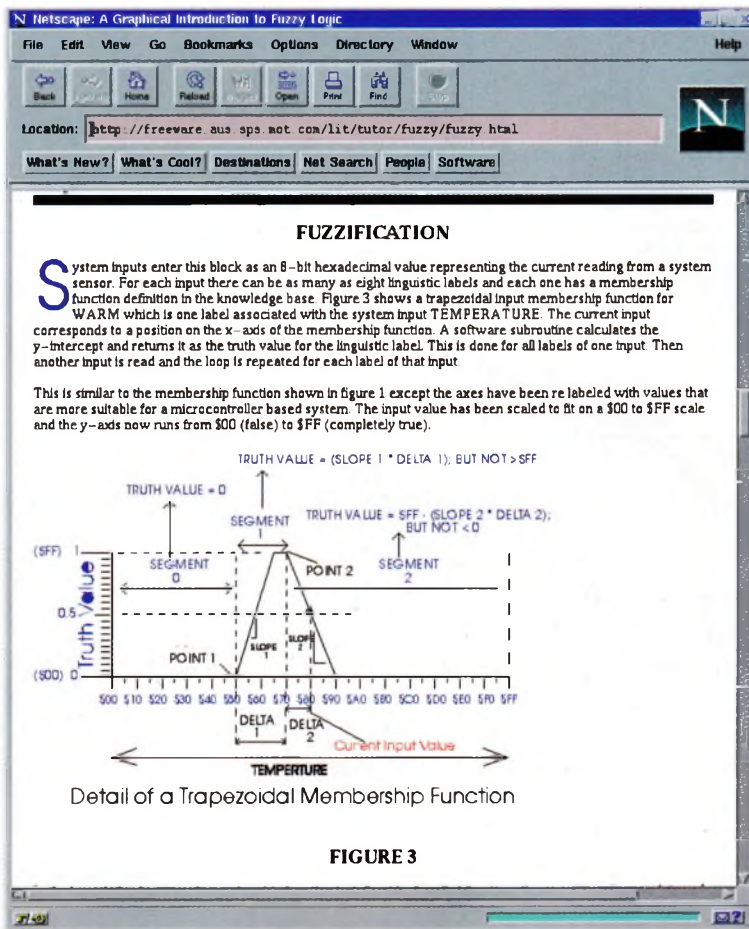 Netscape: A Graphical Introduction to Fuzzy Logic
File Edit View Go Bookmarks Options Directory Window Help
Back Home Reload Open Print Find Stop
Location: http://freeware.aus.sps.mot.com/lit/tutor/fuzzy/fuzzy.html
N
What's New? What's Cool? Destinations Net Search People Software
FUZZIFICATION
System inputs enter this block as an 8-bit hexadecimal value representing the current reading from a system
sensor. For each input there can be as many as eight linguistic labels and each one has a membership
function definition in the knowledge base. Figure 3 shows a trapezoidal input membership function for
WARM which is one label associated with the system input TEMPERATURE. The current input
corresponds to a position on the x-axis of the membership function. A software subroutine calculates the
y-intercept and returns it as the truth value for the linguistic label. This is done for all labels of one input. Then
another input is read and the loop is repeated for each label of that input.
This is similar to the membership function shown in figure 1 except the axes have been re labeled with values that
are more suitable for a microcontroller based system. The input value has been scaled to fit on a $00 to $FF scale
and the y-axis now runs from $00 (false) to $FF (completely true).
TRUTH VALUE = (SLOPE 1 * DELTA 1); BUT NOT > $FF
TRUTH VALUE = 0
TRUTH VALUE = $FF - (SLOPE 2 * DELTA 2);
BUT NOT < 0
SEGMENT
1
($FF) 1
SEGMENT
0
POINT 2
SEGMENT
2
Truth Value
0.5
SLOPE
1
SLOPE
2
POINT 1
($00) 0
$00 $10 $20 $30 $40 $50 $60 $70 $80 $90 $A0 $B0 $C0 $D0 $E0 $F0 $FF
DELTA
1
DELTA
2
Current Input Value
TEMPERTURE
Detail of a Trapezoidal Membership Function
FIGURE 3